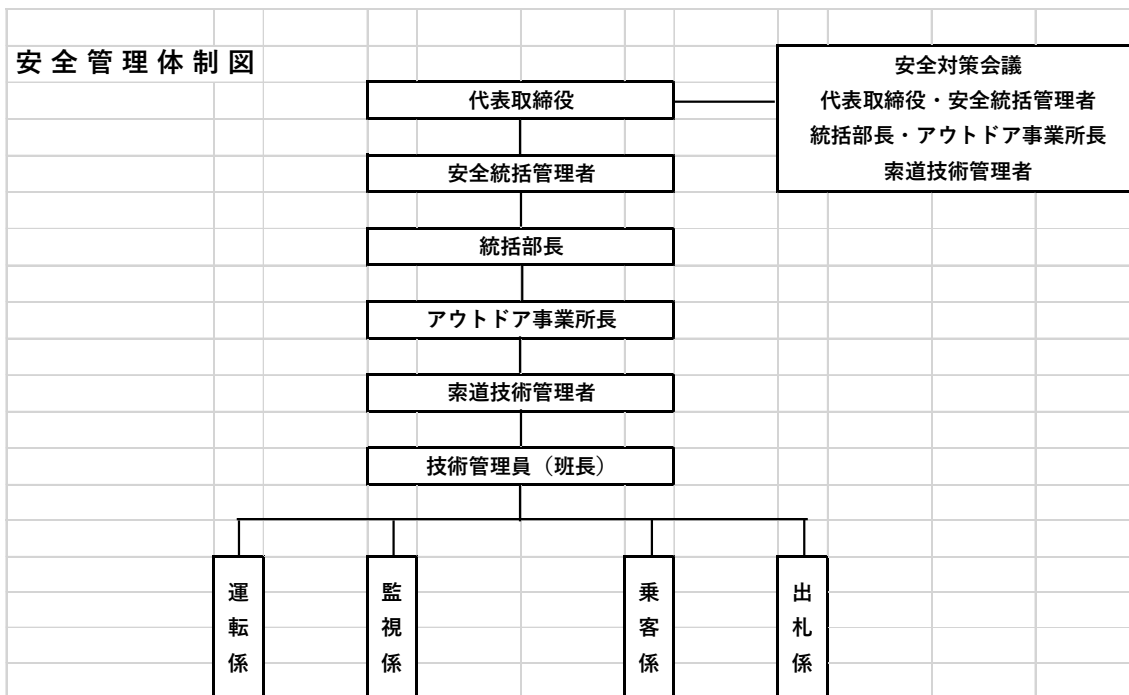 安全管理体制図
安全対策会議
代表取締役・安全統括管理者
統括部長・アウトドア事業所長
索道技術管理者
代表取締役
安全統括管理者
統括部長
アウトドア事業所長
索道技術管理者
技術管理員（班長）
運転係
監視係
乗客係
出札係